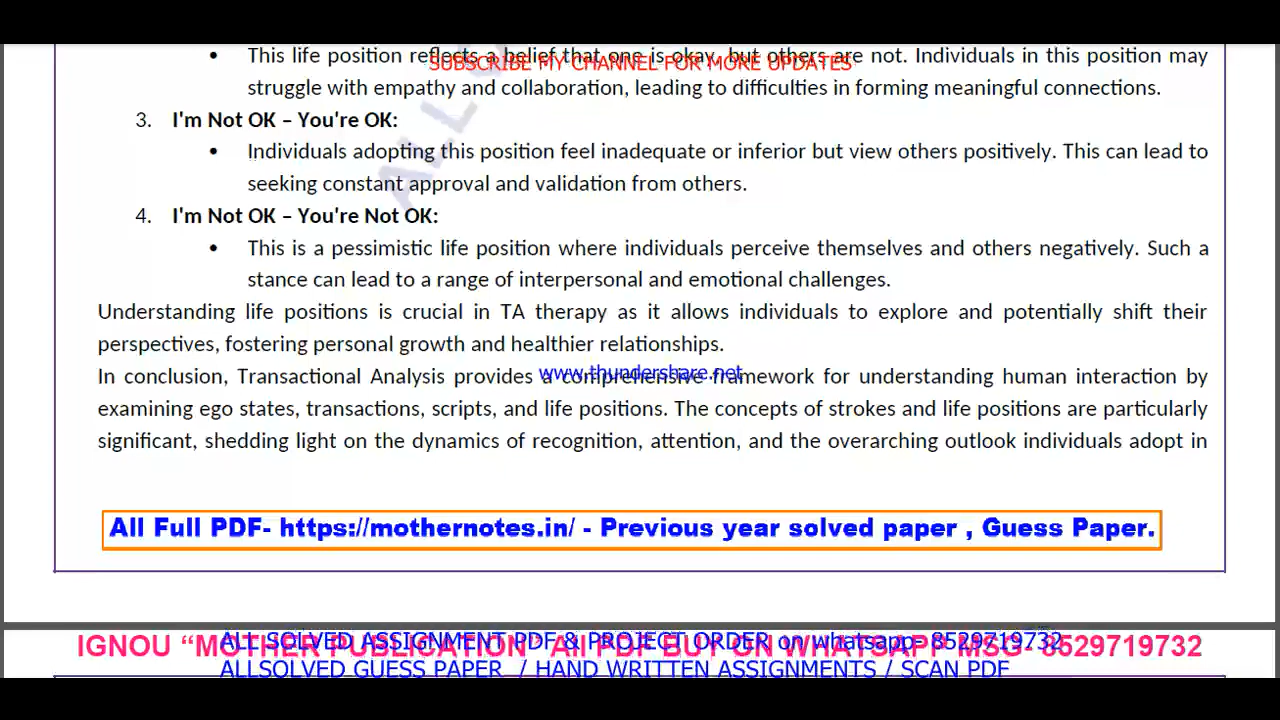 • This life position reflects a belief that one is okay, but others are not. Individuals in this position may
SUBSCRIBE MY CHANNEL FOR MORE UPDATES
struggle with empathy and collaboration, leading to difficulties in forming meaningful connections.
3. I'm Not OK – You're OK:
• Individuals adopting this position feel inadequate or inferior but view others positively. This can lead to
seeking constant approval and validation from others.
4. I'm Not OK – You're Not OK:
• This is a pessimistic life position where individuals perceive themselves and others negatively. Such a
stance can lead to a range of interpersonal and emotional challenges.
Understanding life positions is crucial in TA therapy as it allows individuals to explore and potentially shift their
perspectives, fostering personal growth and healthier relationships.
www.thundershare.net
In conclusion, Transactional Analysis provides a comprehensive framework for understanding human interaction by
examining ego states, transactions, scripts, and life positions. The concepts of strokes and life positions are particularly
significant, shedding light on the dynamics of recognition, attention, and the overarching outlook individuals adopt in
All Full PDF- https://mothernotes.in/ - Previous year solved paper , Guess Paper.
IGNOU “MOTHER PUBLICATION” All PDF BUY ON WHATSAPP MSG- 8529719732
ALL SOLVED ASSIGNMENT PDF & PROJECT ORDER on whatsapp- 8529719732
ALLSOLVED GUESS PAPER / HAND WRITTEN ASSIGNMENTS / SCAN PDF